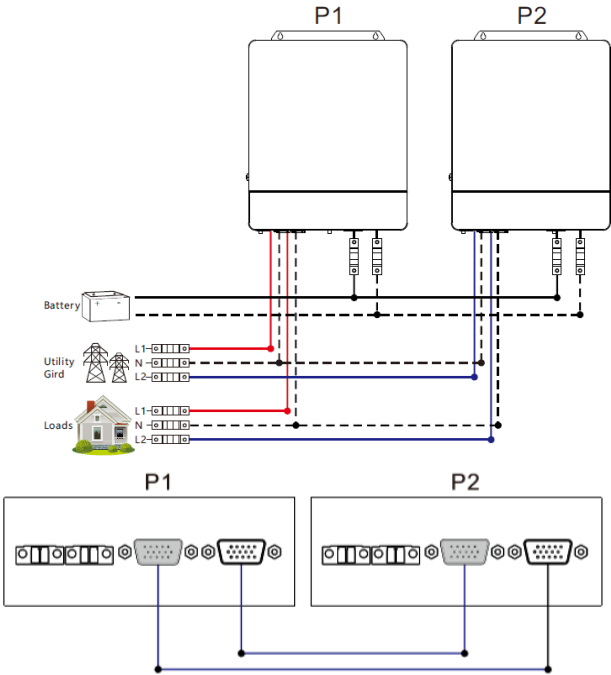 P1 P2
Battery
+ -
L1
Utility
Gird
N
L2
L1
Loads
N
L2
P1 P2